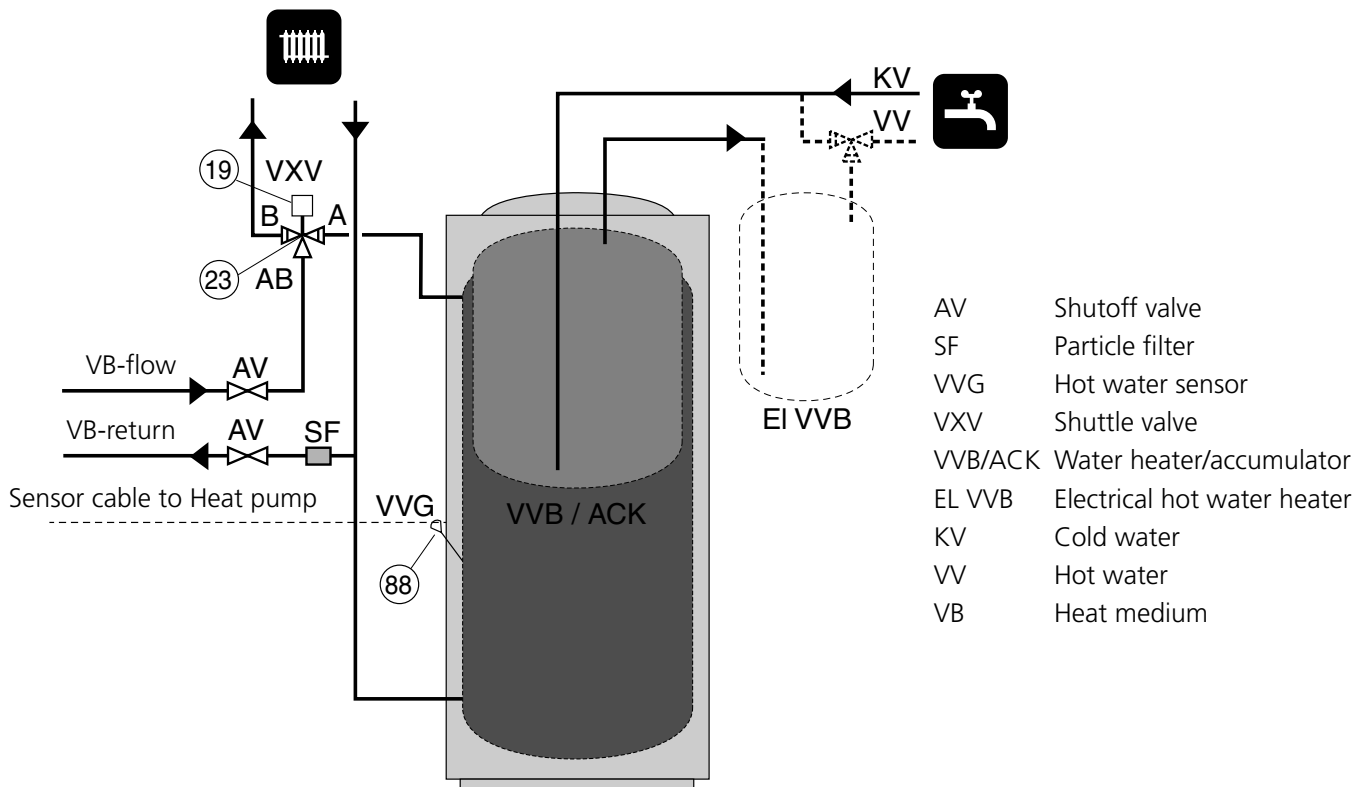 KV
VV
19
VXV
B
A
23
AB
VB-flow
AV
VB-return
AV
SF
Sensor cable to Heat pump
VVG
88
VVB / ACK
El VVB
AV Shutoff valve
SF Particle filter
VVG Hot water sensor
VXV Shuttle valve
VVB/ACK Water heater/accumulator
EL VVB Electrical hot water heater
KV Cold water
VV Hot water
VB Heat medium